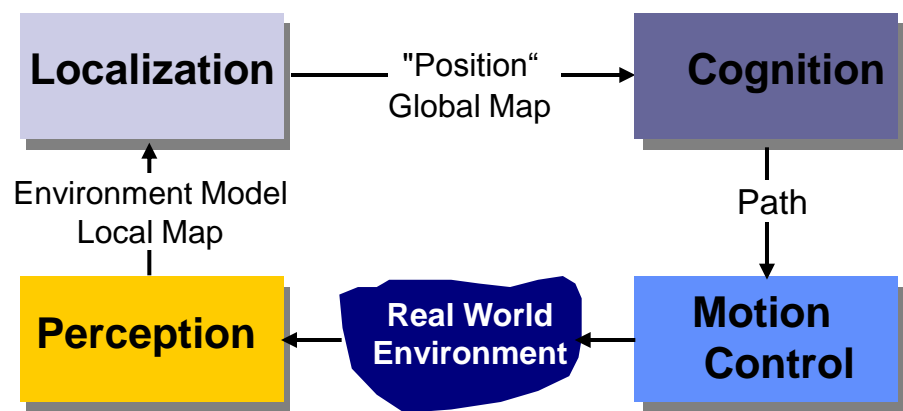 Localization
"Position“
Global Map
Cognition
Environment Model
Local Map
Path
Perception
Real World
Environment
Motion
Control